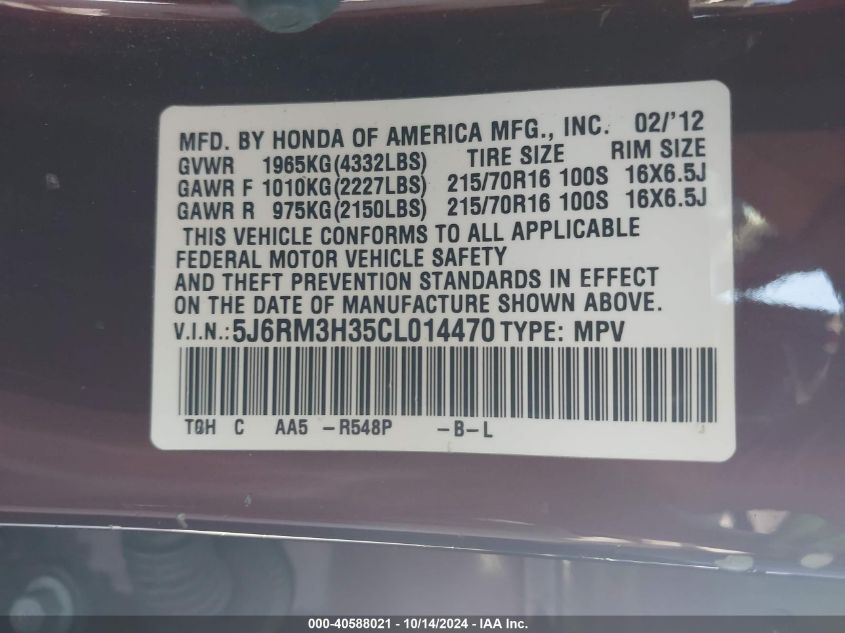 MFD. BY HONDA OF AMERICA MFG., INC. 02/'12
GVWR 1965KG(4332LBS) TIRE SIZE RIM SIZE
GAWR F 1010KG(2227LBS) 215/70R16 100S 16X6.5J
GAWR R 975KG(2150LBS) 215/70R16 100S 16X6.5J
THIS VEHICLE CONFORMS TO ALL APPLICABLE
FEDERAL MOTOR VEHICLE SAFETY
AND THEFT PREVENTION STANDARDS IN EFFECT
ON THE DATE OF MANUFACTURE SHOWN ABOVE.
V.I.N.:5J6RM3H35CL014470 TYPE: MPV
T0H C AA5 -R548P -B-L
000-40588021 - 10/14/2024 - IAA Inc.